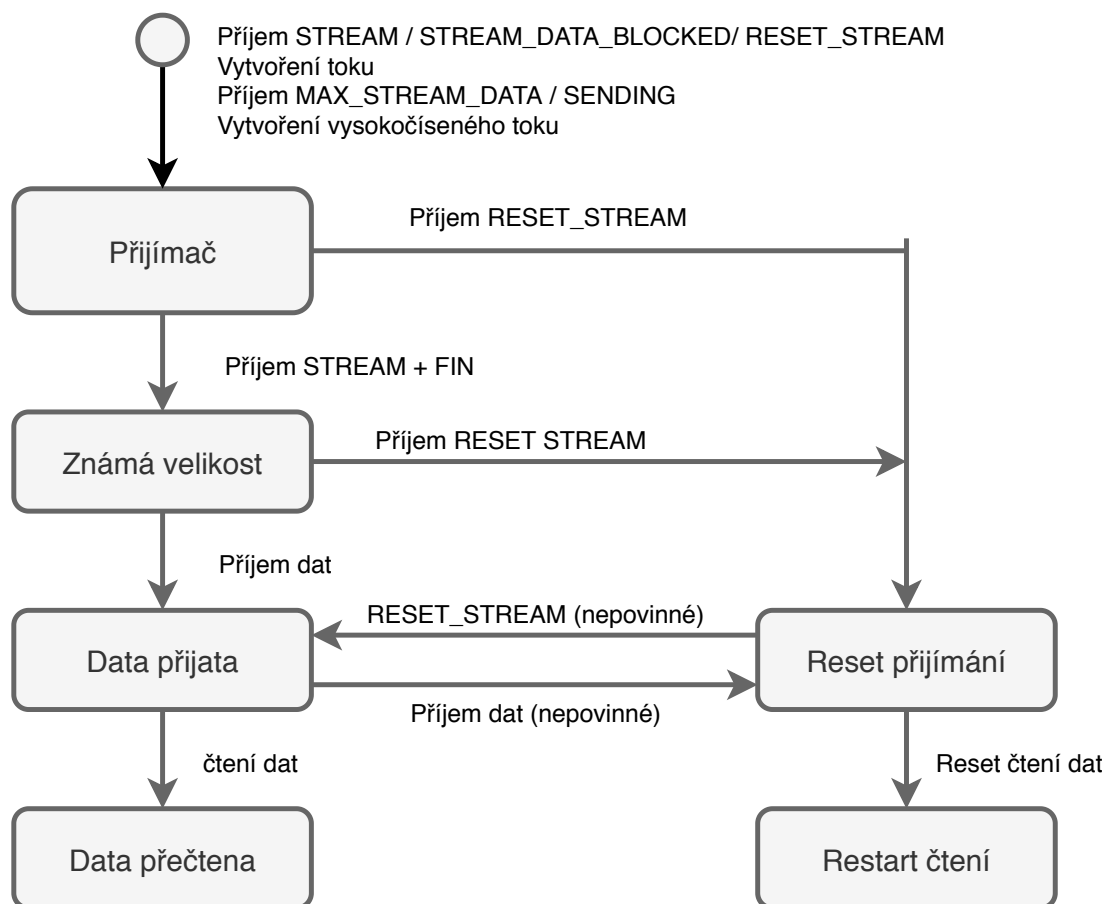 Příjem STREAM / STREAM_DATA_BLOCKED/ RESET_STREAM
Vytvoření toku
Příjem MAX_STREAM_DATA / SENDING
Vytvoření vysokočíseného toku
Příjem RESET_STREAM
Přijímač
Příjem STREAM + FIN
Příjem RESET STREAM
Známá velikost
Příjem dat
RESET_STREAM (nepovinné)
Data přijata
Reset přijímání
Příjem dat (nepovinné)
čtení dat
Reset čtení dat
Data přečtena
Restart čtení